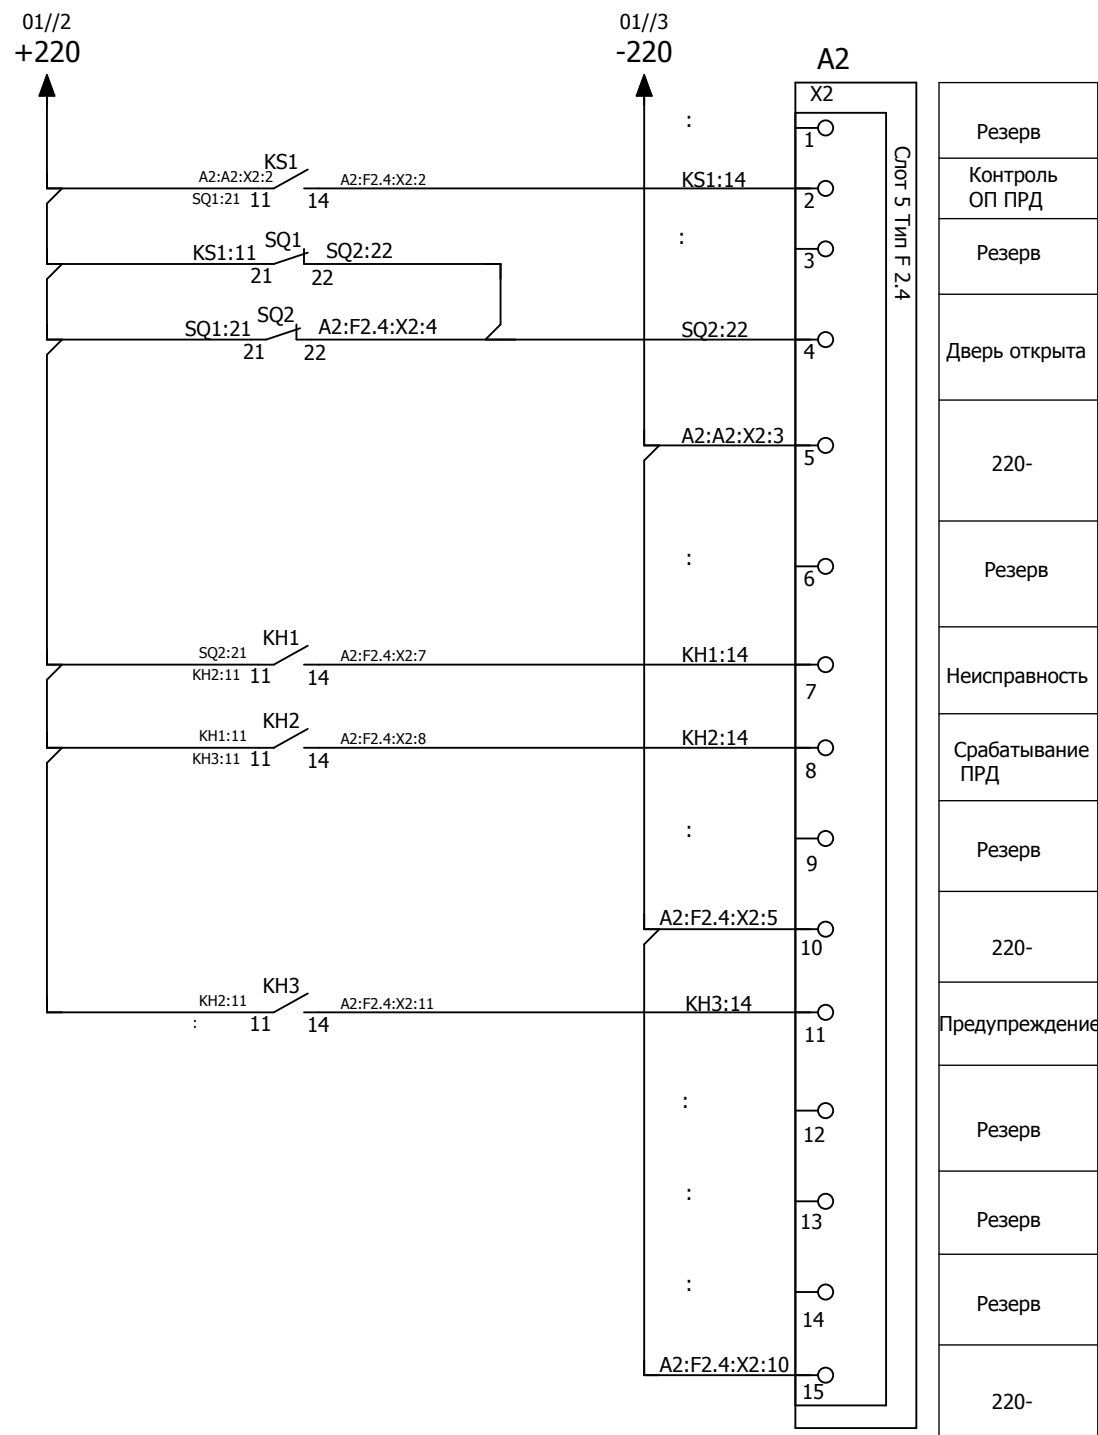 01//2
+220
01//3
-220
A2
X2
Слот 5 Тип F 2.4
:
1
Резерв
A2:A2:X2:2
KS1
A2:F2.4:X2:2
KS1:14
SQ1:21
11
14
2
Контроль
ОП ПРД
:
KS1:11
SQ1
SQ2:22
21
22
3
Резерв
SQ1:21
SQ2
A2:F2.4:X2:4
SQ2:22
21
22
4
Дверь открыта
A2:A2:X2:3
5
220-
:
6
Резерв
SQ2:21
KH1
A2:F2.4:X2:7
KH1:14
KH2:11
11
14
7
Неисправность
KH1:11
KH2
A2:F2.4:X2:8
KH2:14
KH3:11
11
14
8
Срабатывание
ПРД
:
9
Резерв
A2:F2.4:X2:5
10
220-
KH2:11
KH3
A2:F2.4:X2:11
KH3:14
:
11
14
11
Предупреждение
:
12
Резерв
:
13
Резерв
:
14
Резерв
A2:F2.4:X2:10
15
220-